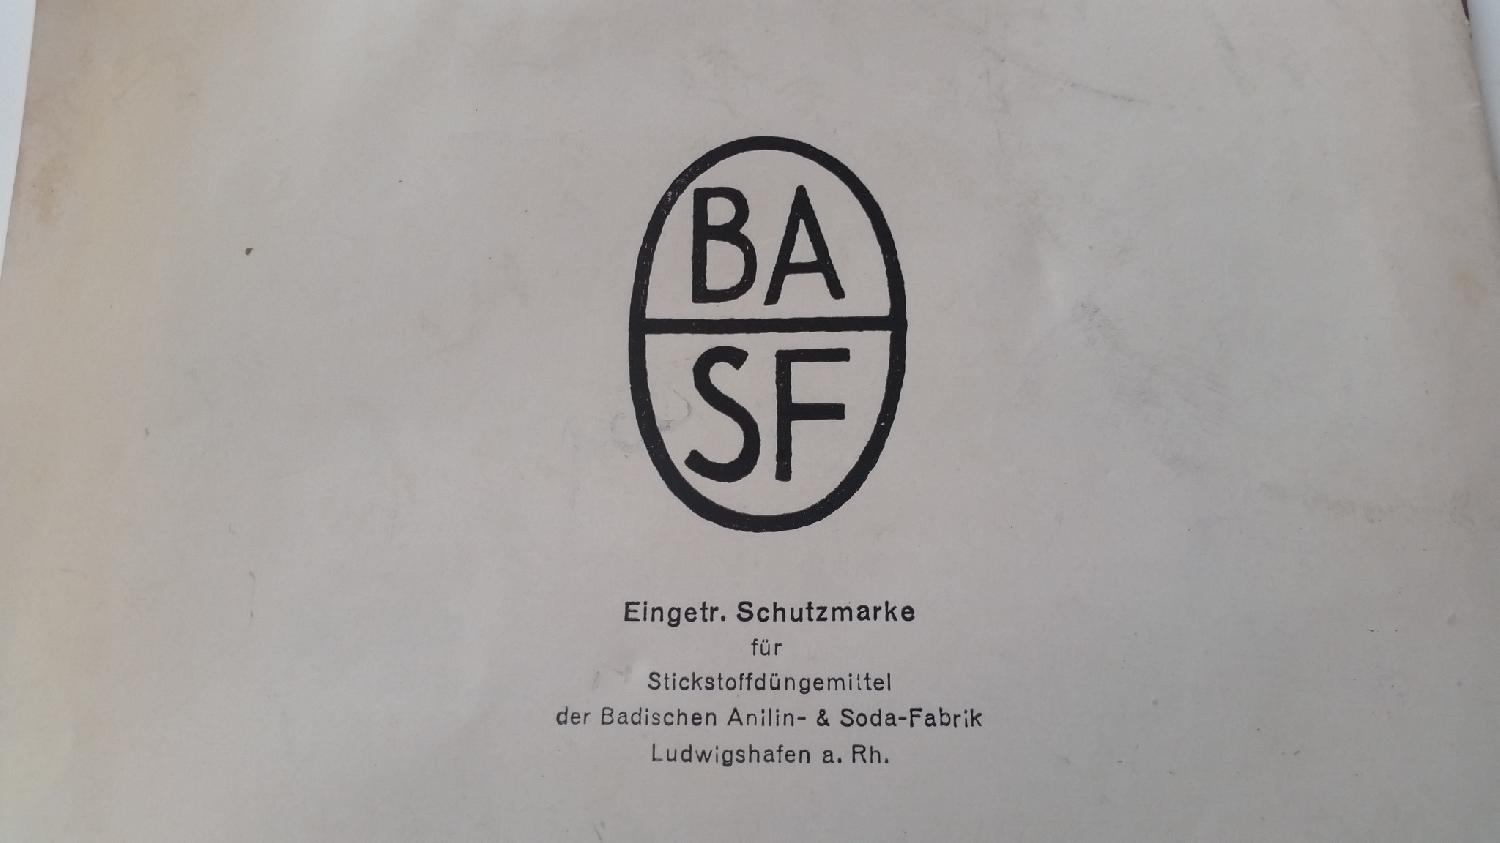 BA
SF
Eingetr. Schutzmarke
für
Stickstoffdüngemittel
der Badischen Anilin- & Soda-Fabrik
Ludwigshafen a. Rh.